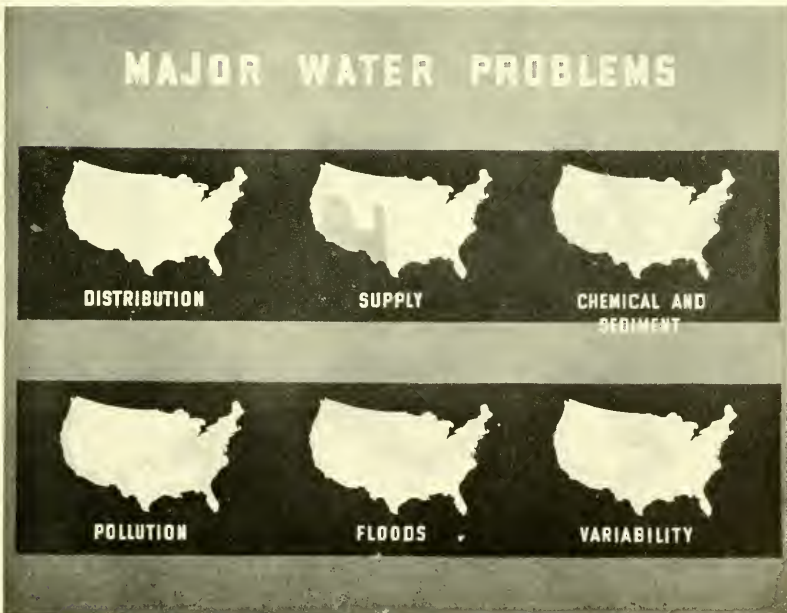 MAJOR WATER PROBLEMS
DISTRIBUTION
SUPPLY
CHEMICAL AND
SEDIMENT
POLLUTION
FLOODS
VARIABILITY